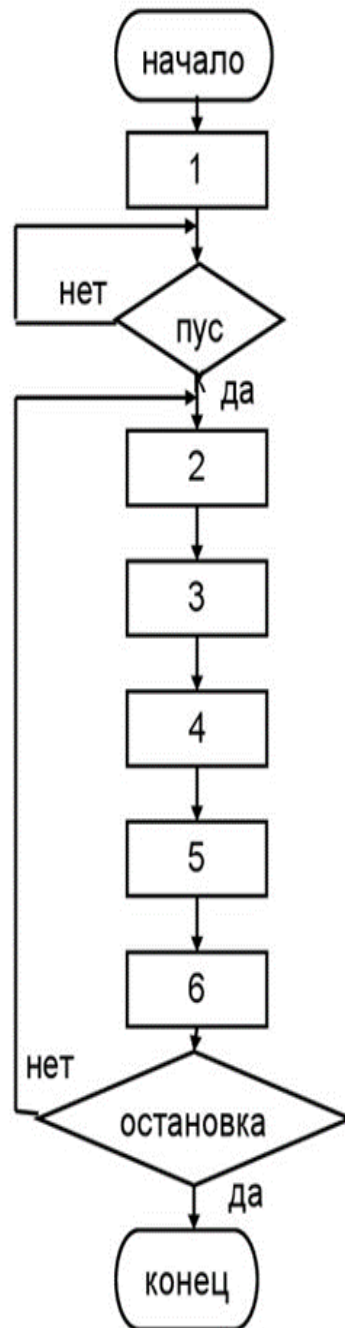 начало
1
нет
пус
да
2
3
4
5
6
нет
остановка
да
конец